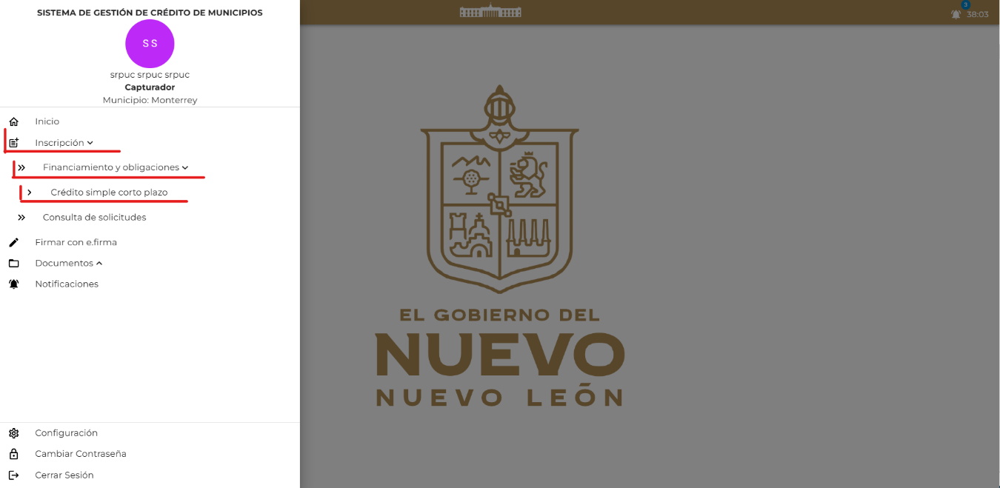 SISTEMA DE GESTIÓN DE CRÉDITO DE MUNICIPIOS
3
38:03
S S
srpuc srpuc srpuc
Capturador
Municipio: Monterrey
Inicio
Inscripción
Financiamiento y obligaciones
Crédito simple corto plazo
Consulta de solicitudes
Firmar con e.firma
Documentos
Notificaciones
EL GOBIERNO DEL
NUEVO
NUEVO LEÓN
Configuración
Cambiar Contraseña
Cerrar Sesión